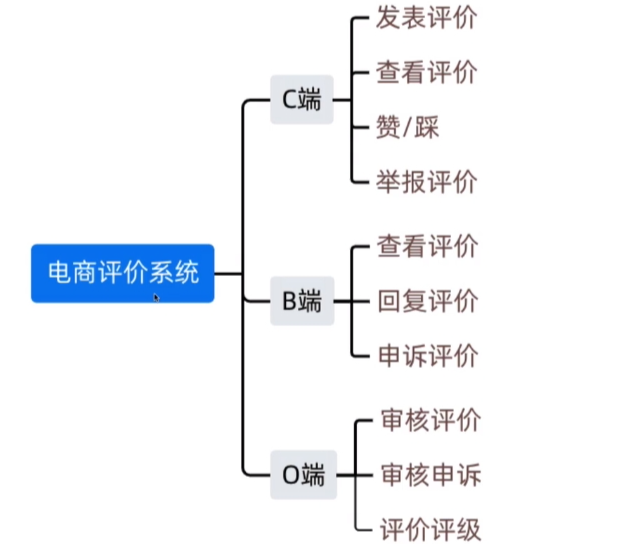 电商评价系统
C端
发表评价
查看评价
赞/踩
举报评价
B端
查看评价
回复评价
申诉评价
O端
审核评价
审核申诉
评价评级